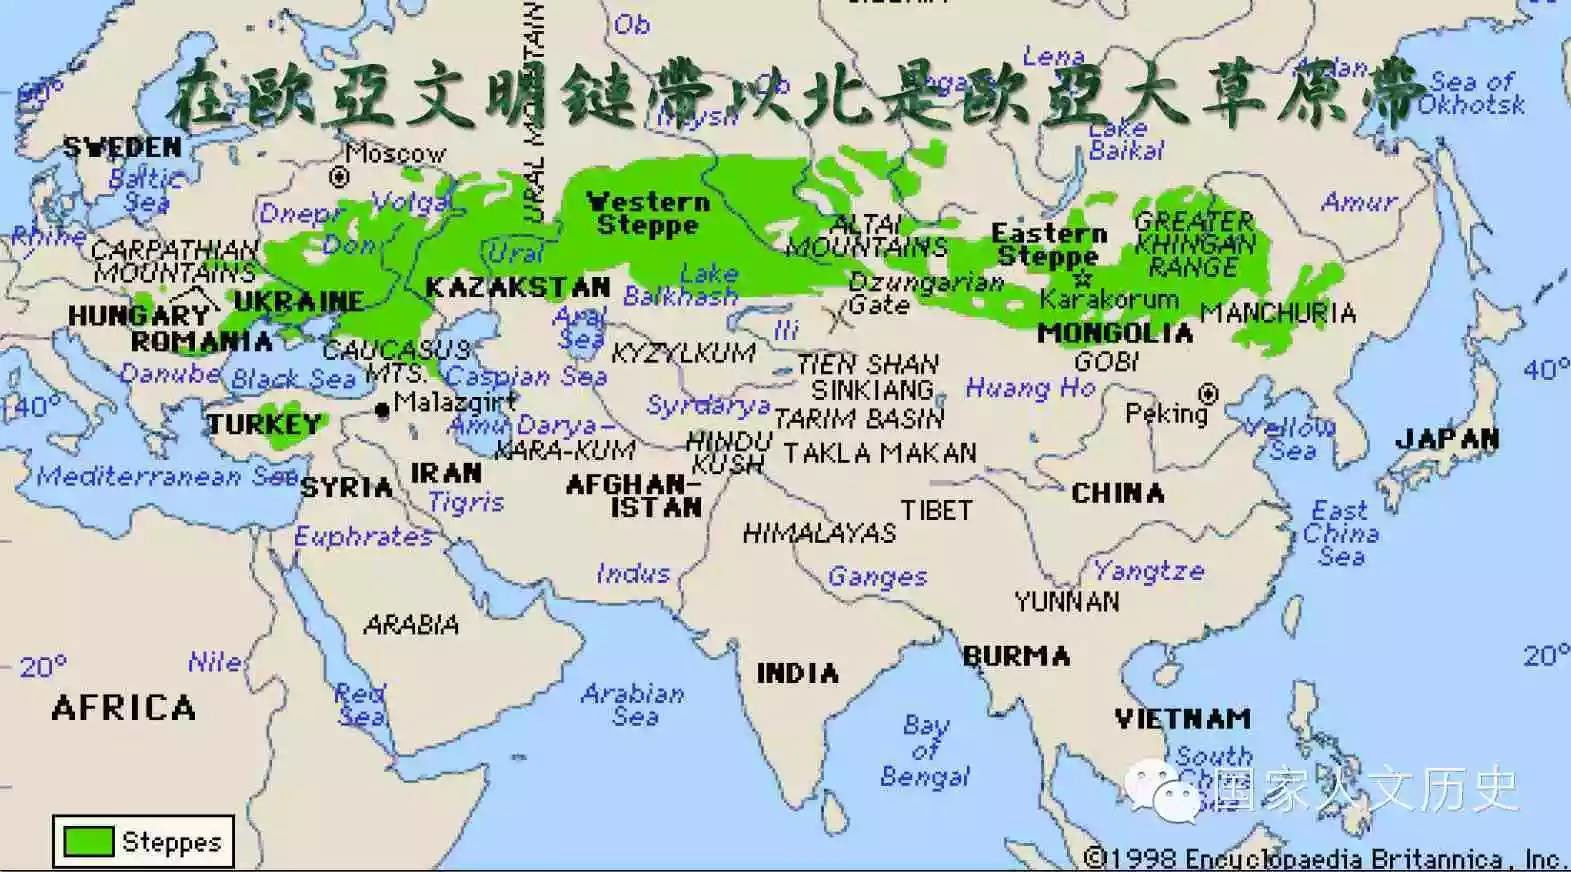 Ob
URAL MOUNTAIN
在歐亞文明鏈帶以北是歐亞大草原帶
60°
Lena
Ob
Sea of
Okhotsk
Lake
Baikal
SWEDEN
Moscow
Baltic
Sea
Volga
Dnepr
Don
Rhine
CARPATHIAN
MOUNTAINS
Western
Steppe
Ural
ALTAI
MOUNTAINS
Eastern
Steppe
GREATER
KHINGAN
RANGE
Amur
HUNGARY
UKRAINE
ROMANIA
KAZAKSTAN
Lake
Balkhash
Dzungarian
Gate
Karakorum
MANCHURIA
MONGOLIA
Aral
Sea
Ili
CAUCASUS
MTS.
KYZYLKUM
TIEN SHAN
GOBI
Danube
Black Sea
Caspian Sea
SINKIANG
Huang Ho
40°
40°
Malazgirt
Syrdarya
TARIM BASIN
Peking
TURKEY
Amu Darya-
KARA-KUM
HINDU
KUSH
TAKLA MAKAN
Yellow
Sea
JAPAN
Mediterranean Sea
SYRIA
IRAN
AFGHAN-
ISTAN
Tigris
TIBET
CHINA
East
China
Sea
Euphrates
HIMALAYAS
Indus
Ganges
Yangtze
YUNNAN
ARABIA
20°
Nile
AFRICA
Red
Sea
Arabian
Sea
INDIA
BURMA
20°
VIETNAM
Bay
of
Bengal
South
China
国家人文历史
Steppes
©1998 Encyclopaedia Britannica, Inc.